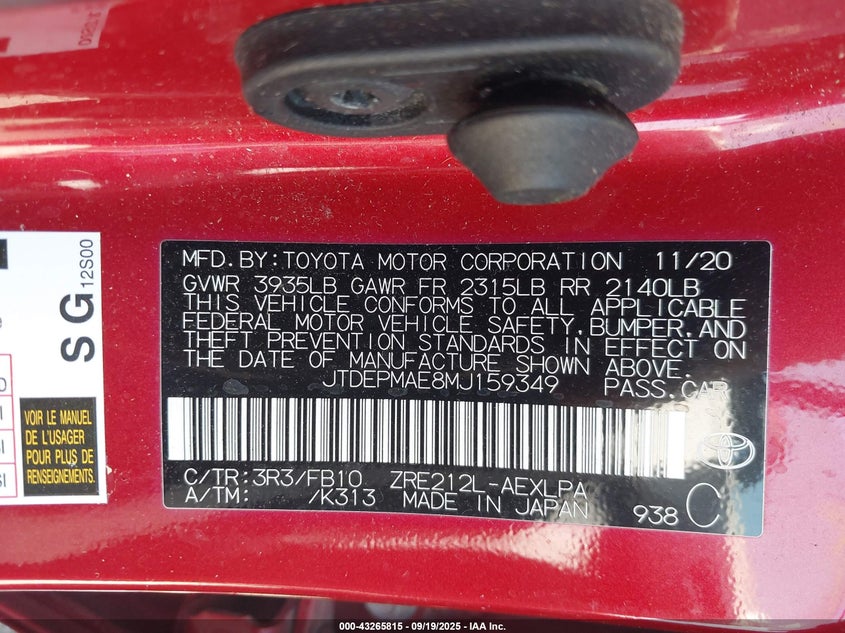 MFD.BY:TOYOTA MOTOR CORPORATION 11/20
GVWR 3935LB GAWR FR 2315LB RR 2140LB
THIS VEHICLE CONFORMS TO ALL APPLICABLE
FEDERAL MOTOR VEHICLE SAFETY,BUMPER,AND
THEFT PREVENTION STANDARDS IN EFFECT ON
THE DATE OF MANUFACTURE SHOWN ABOVE.
JTDEPMAE8MJ159349 PASS.CAR
C/TR:3R3/FB10 ZRE212L-AEXLPA
A/TM: /K313 MADE IN JAPAN
938 C
SG
12S00
VOIR LE MANUEL
DE L'USAGER
POUR PLUS DE
RENSEIGNEMENTS.
000-43265815 - 09/19/2025 - IAA Inc.